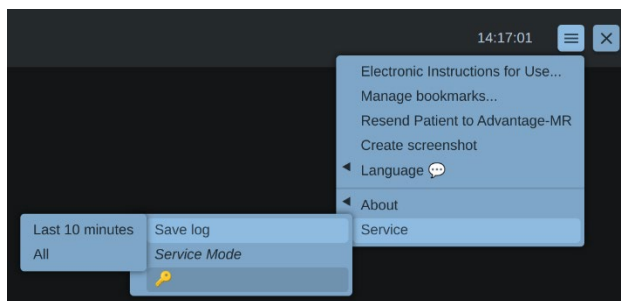 14:17:01
Electronic Instructions for Use...
Manage bookmarks...
Resend Patient to Advantage-MR
Create screenshot
Language
About
Service
Save log
Service Mode
Last 10 minutes
All